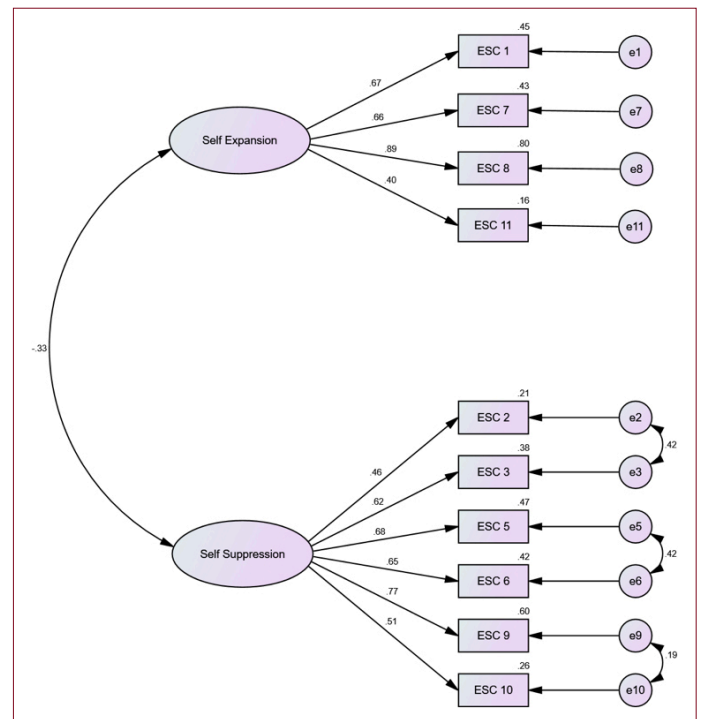 .45
ESC 1
e1
.67
.43
ESC 7
e7
.66
Self Expansion
.80
.89
ESC 8
e8
.40
.16
ESC 11
e11
-.33
.21
ESC 2
e2
.42
.46
.38
ESC 3
e3
.62
.47
ESC 5
e5
.68
Self Suppression
.42
.65
.42
ESC 6
e6
.77
.60
ESC 9
e9
.51
.19
.26
ESC 10
e10